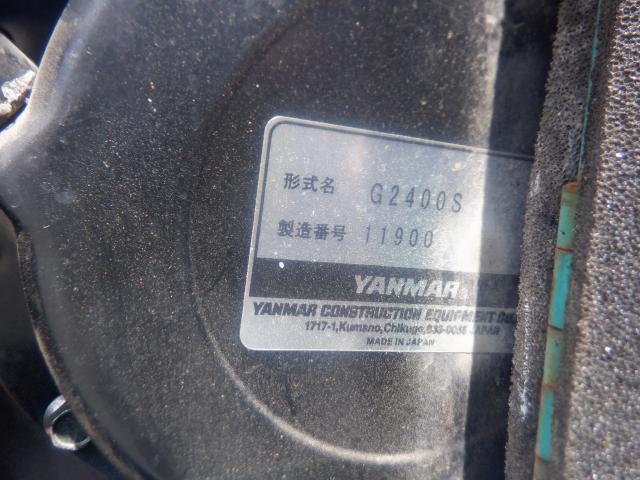 形式名 G2400S
製造番号 11900
YANMAR
YANMAR CONSTRUCTION EQUIPMENT Co.,
1717-1,Kumano,Chikugo,833-0055 JAPAN
MADE IN JAPAN